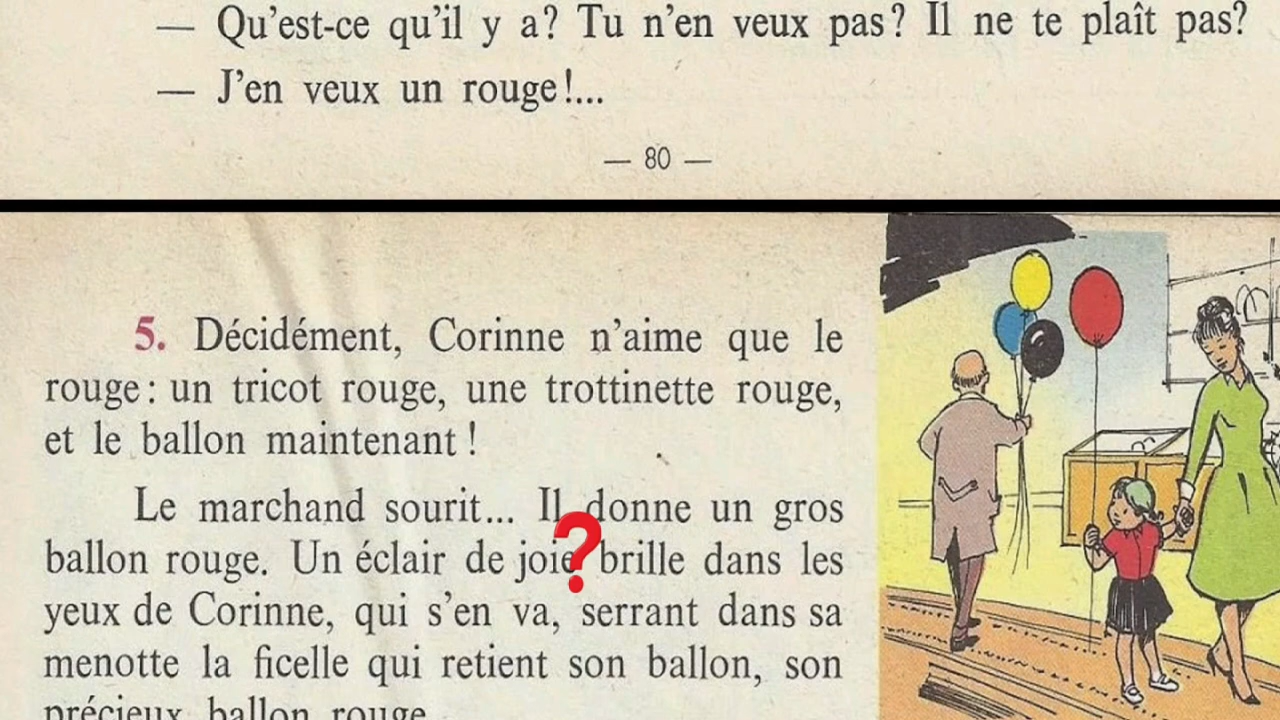 — Qu'est-ce qu'il y a? Tu n'en veux pas? Il ne te plaît pas?
— J'en veux un rouge!...
— 80 —
5. Décidément, Corinne n'aime que le
rouge: un tricot rouge, une trottinette rouge,
et le ballon maintenant!
Le marchand sourit... Il donne un gros
ballon rouge. Un éclair de joie brille dans les
yeux de Corinne, qui s'en va, serrant dans sa
menotte la ficelle qui retient son ballon, son
précieux ballon rouge